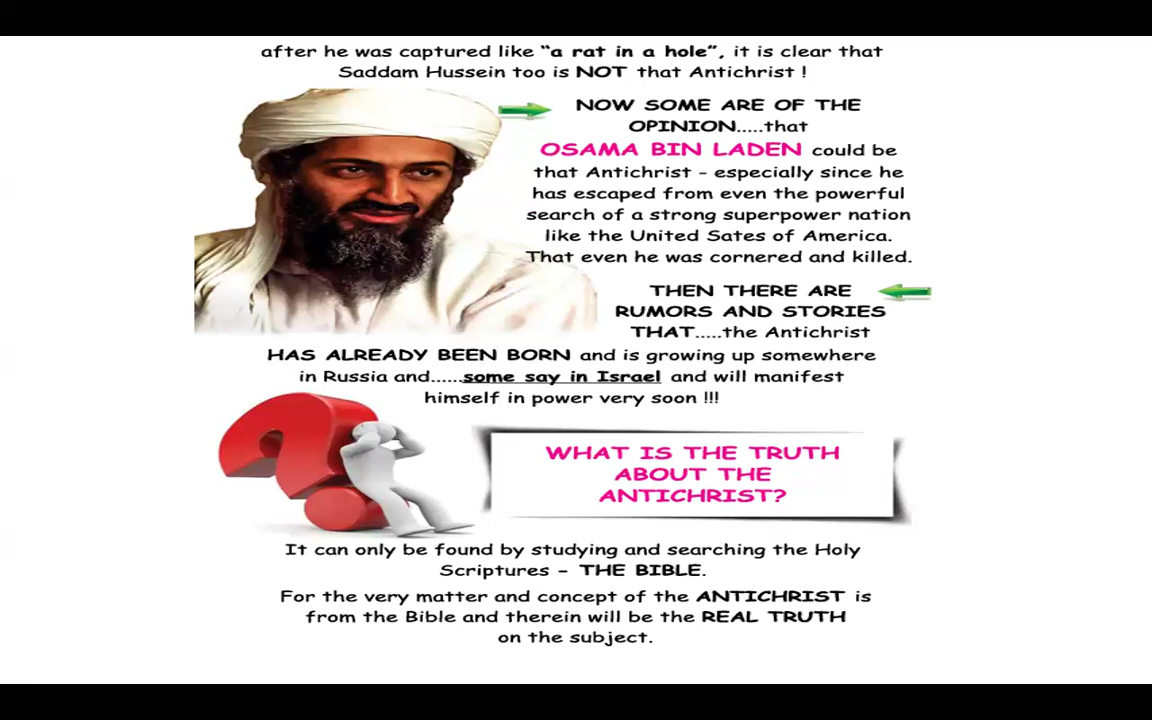 after he was captured like “a rat in a hole”, it is clear that
Saddam Hussein too is NOT that Antichrist !
NOW SOME ARE OF THE
OPINION.....that
OSAMA BIN LADEN could be
that Antichrist - especially since he
has escaped from even the powerful
search of a strong superpower nation
like the United Sates of America.
That even he was cornered and killed.
THEN THERE ARE
RUMORS AND STORIES
THAT.....the Antichrist
HAS ALREADY BEEN BORN and is growing up somewhere
in Russia and......some say in Israel and will manifest
himself in power very soon !!!
WHAT IS THE TRUTH
ABOUT THE
ANTICHRIST?
It can only be found by studying and searching the Holy
Scriptures – THE BIBLE.
For the very matter and concept of the ANTICHRIST is
from the Bible and therein will be the REAL TRUTH
on the subject.